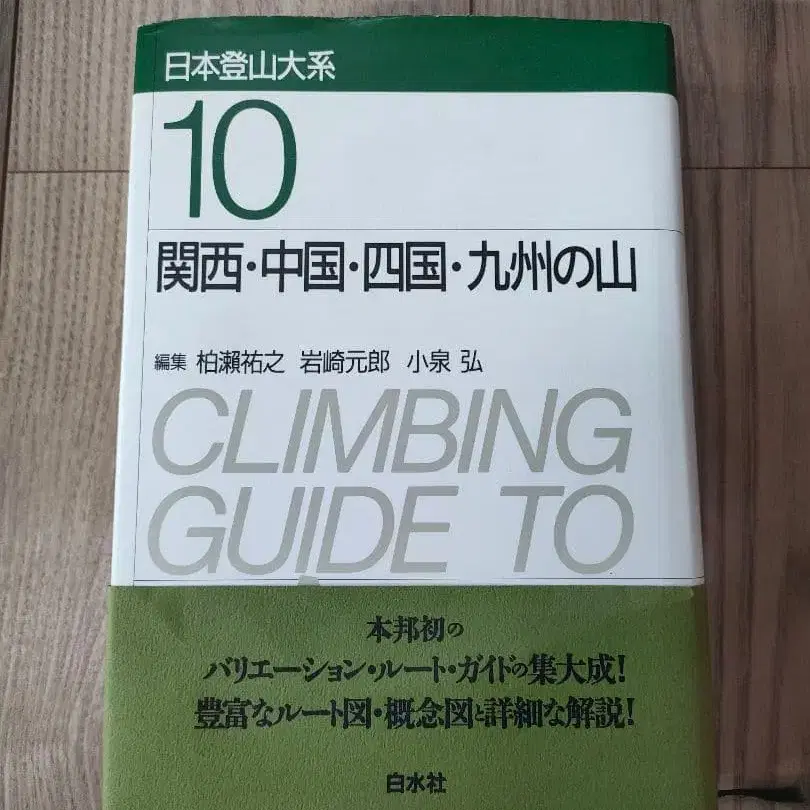 日本登山大系
10
関西・中国・四国・九州の山
編集 柏瀬祐之 岩崎元郎 小泉 弘
CLIMBING
GUIDE TO
本邦初の
バリエーション・ルート・ガイドの集大成!
豊富なルート図・概念図と詳細な解説!
白水社